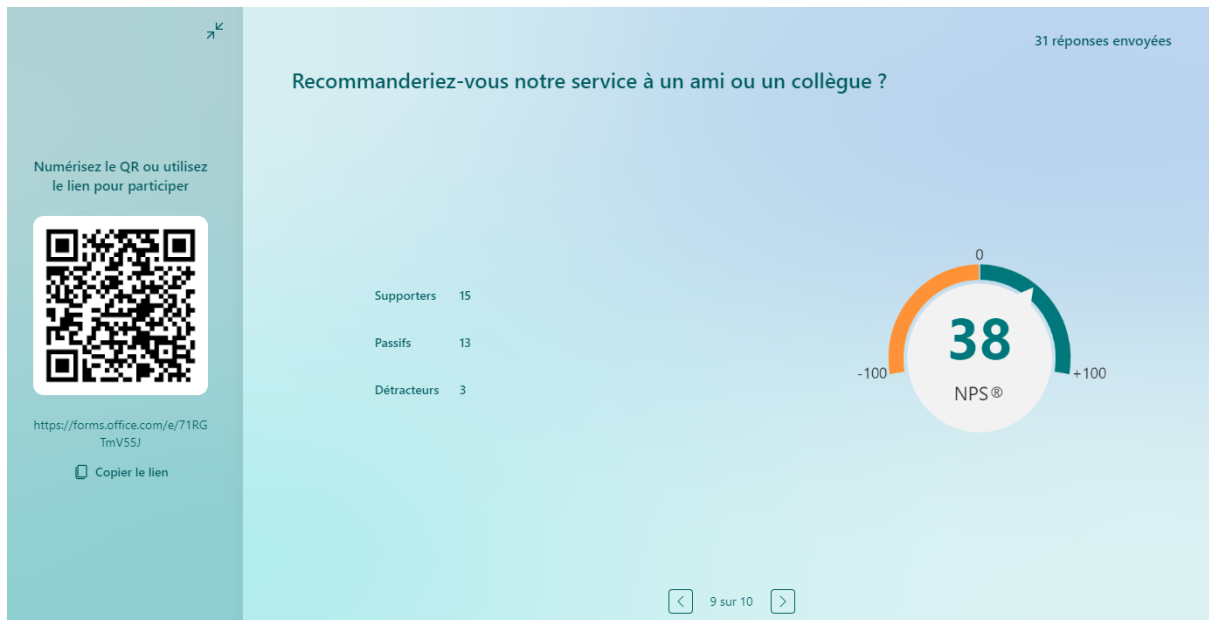 Numérisez le QR ou utilisez
le lien pour participer
https://forms.office.com/e/71RG
TmV55J
Copier le lien
31 réponses envoyées
Recommanderiez-vous notre service à un ami ou un collègue ?
Supporters 15
Passifs 13
Détracteurs 3
0
38
NPS®
-100
+100
9 sur 10